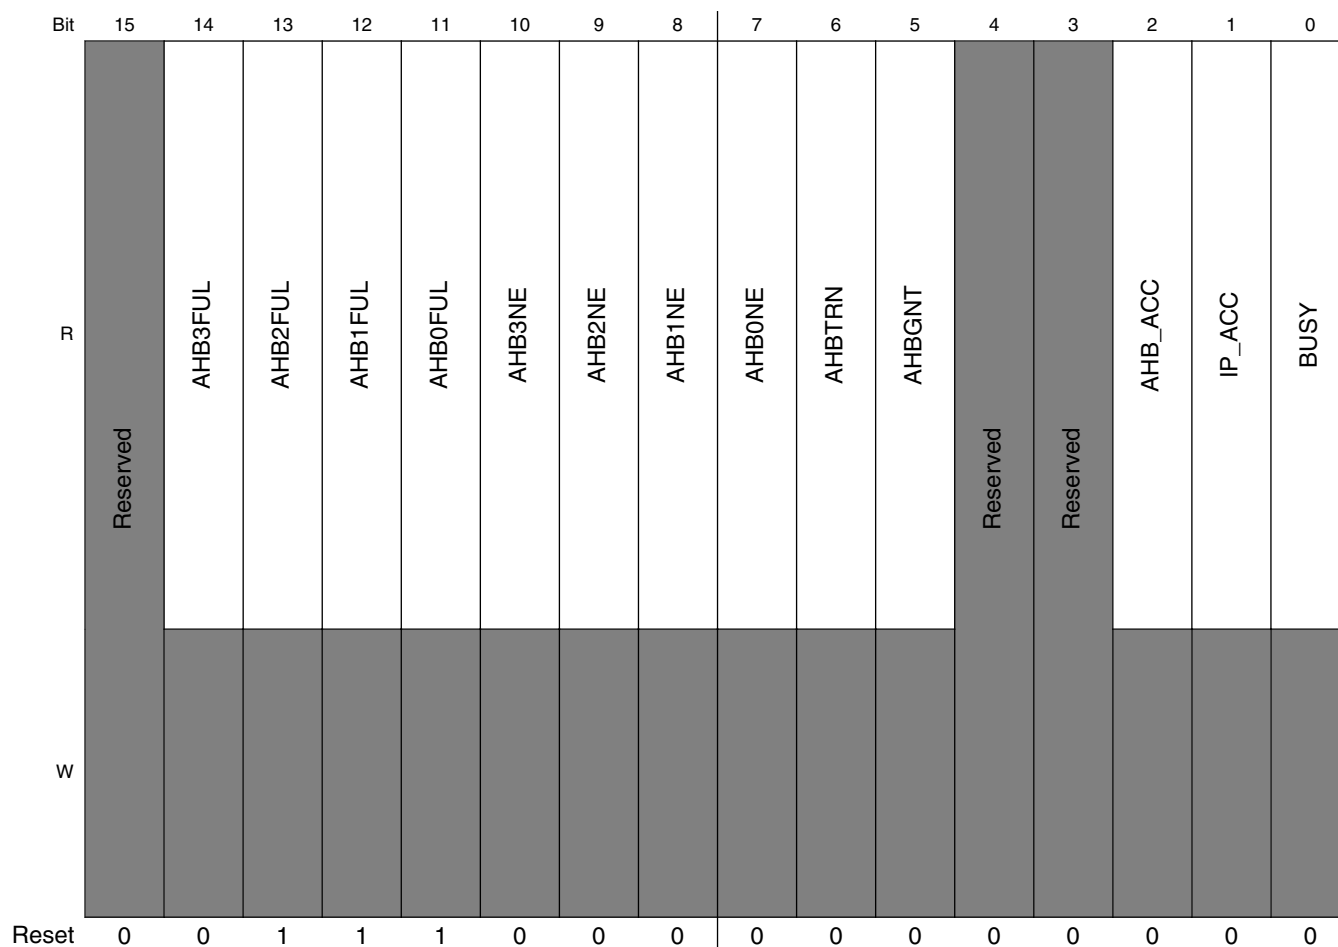 Bit 15 14 13 12 11 10 9 8 7 6 5 4 3 2 1 0
R Reserved AHB3FUL AHB2FUL AHB1FUL AHB0FUL AHB3NE AHB2NE AHB1NE AHB0NE AHBTRN AHBGNT Reserved Reserved AHB_ACC IP_ACC BUSY
W
Reset 0 0 1 1 1 0 0 0 0 0 0 0 0 0 0 0